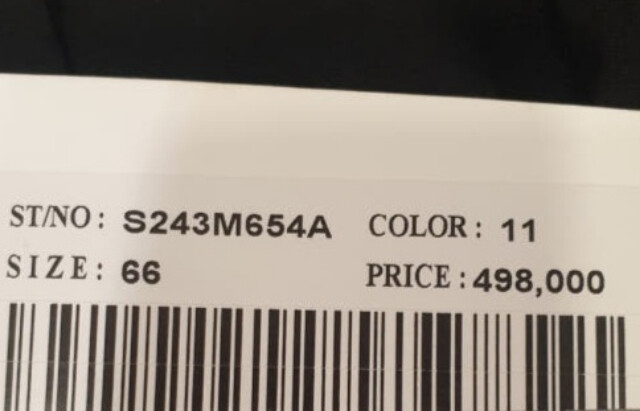 ST/NO: S243M654A COLOR: 11
SIZE: 66 PRICE: 498,000